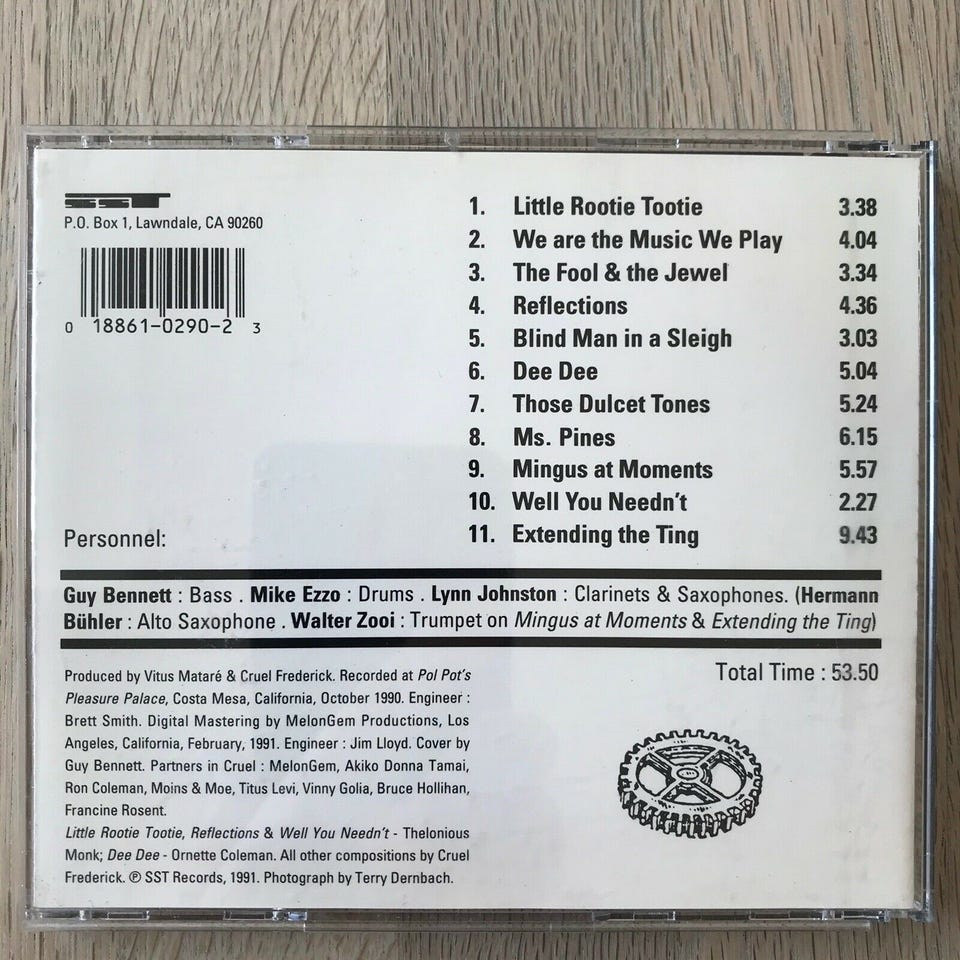 SST
P.O. Box 1, Lawndale, CA 90260
0 18861-0290-2 3
1. Little Rootie Tootie 3.38
2. We are the Music We Play 4.04
3. The Fool & the Jewel 3.34
4. Reflections 4.36
5. Blind Man in a Sleigh 3.03
6. Dee Dee 5.04
7. Those Dulcet Tones 5.24
8. Ms. Pines 6.15
9. Mingus at Moments 5.57
10. Well You Needn't 2.27
11. Extending the Ting 9.43
Personnel:
Guy Bennett : Bass . Mike Ezzo : Drums . Lynn Johnston : Clarinets & Saxophones. (Hermann
Bühler : Alto Saxophone . Walter Zooi : Trumpet on Mingus at Moments & Extending the Ting)
Total Time : 53.50
Produced by Vitus Mataré & Cruel Frederick. Recorded at Pol Pot's
Pleasure Palace, Costa Mesa, California, October 1990. Engineer :
Brett Smith. Digital Mastering by MelonGem Productions, Los
Angeles, California, February, 1991. Engineer : Jim Lloyd. Cover by
Guy Bennett. Partners in Cruel : MelonGem, Akiko Donna Tamai,
Ron Coleman, Moins & Moe, Titus Levi, Vinny Golia, Bruce Hollihan,
Francine Rosent.
Little Rootie Tootie, Reflections & Well You Needn't - Thelonious
Monk; Dee Dee - Ornette Coleman. All other compositions by Cruel
Frederick. ℗ SST Records, 1991. Photograph by Terry Dernbach.